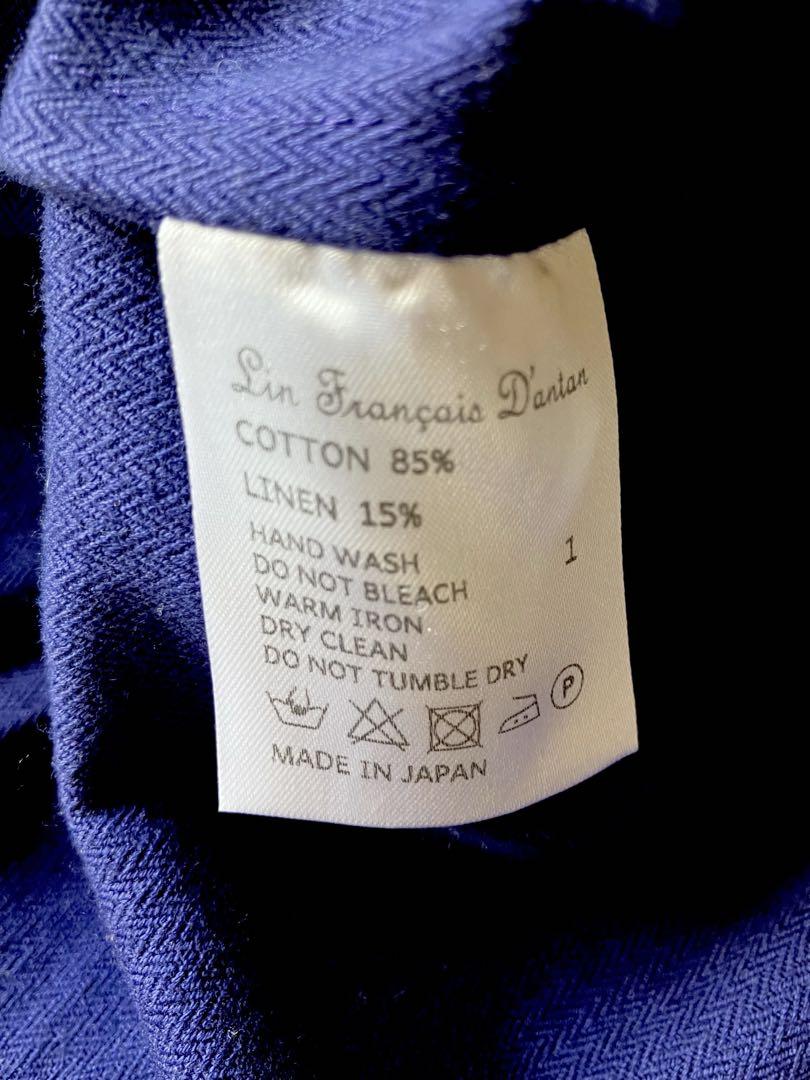 Lin Français D'antan
COTTON 85%
LINEN 15%
HAND WASH
DO NOT BLEACH
WARM IRON
DRY CLEAN
DO NOT TUMBLE DRY
1
P
MADE IN JAPAN